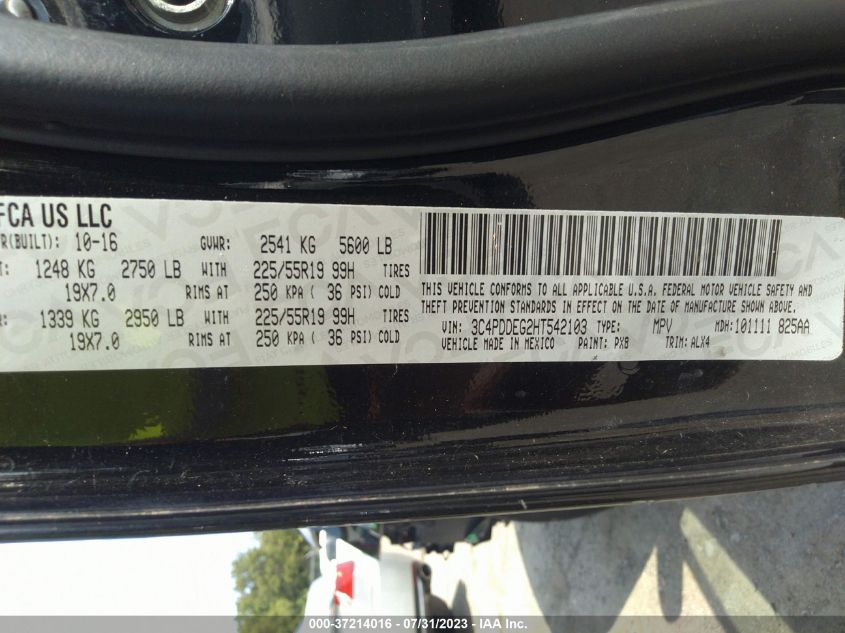 FCA US LLC
R(BUILT): 10-16 GVWR: 2541 KG 5600 LB
T: 1248 KG 2750 LB WITH 225/55R19 99H TIRES
19X7.0 RIMS AT 250 KPA ( 36 PSI) COLD
R: 1339 KG 2950 LB WITH 225/55R19 99H TIRES
19X7.0 RIMS AT 250 KPA ( 36 PSI) COLD
THIS VEHICLE CONFORMS TO ALL APPLICABLE U.S.A. FEDERAL MOTOR VEHICLE SAFETY AND
THEFT PREVENTION STANDARDS IN EFFECT ON THE DATE OF MANUFACTURE SHOWN ABOVE.
VIN: 3C4PDDEG2HT542103 TYPE: MPV MDH: 101111 825AA
VEHICLE MADE IN MEXICO PAINT: PX8 TRIM: ALX4
000-37214016 - 07/31/2023 - IAA Inc.